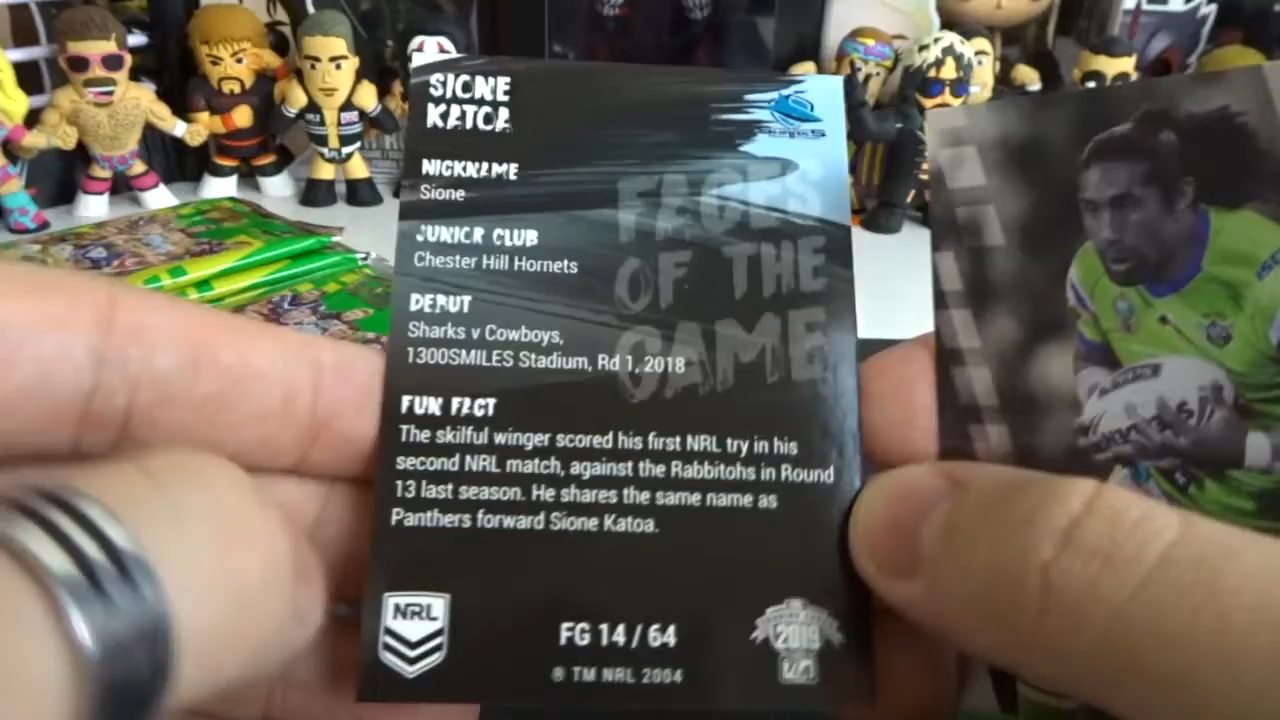 SIONE
KATOA
SHARKS
NICKNAME
Sione
JUNIOR CLUB
Chester Hill Hornets
DEBUT
Sharks v Cowboys,
1300SMILES Stadium, Rd 1, 2018
FACES
OF THE
GAME
FUN FACT
The skilful winger scored his first NRL try in his
second NRL match, against the Rabbitohs in Round
13 last season. He shares the same name as
Panthers forward Sione Katoa.
NRL
FG 14 / 64
® TM NRL 2004
2019